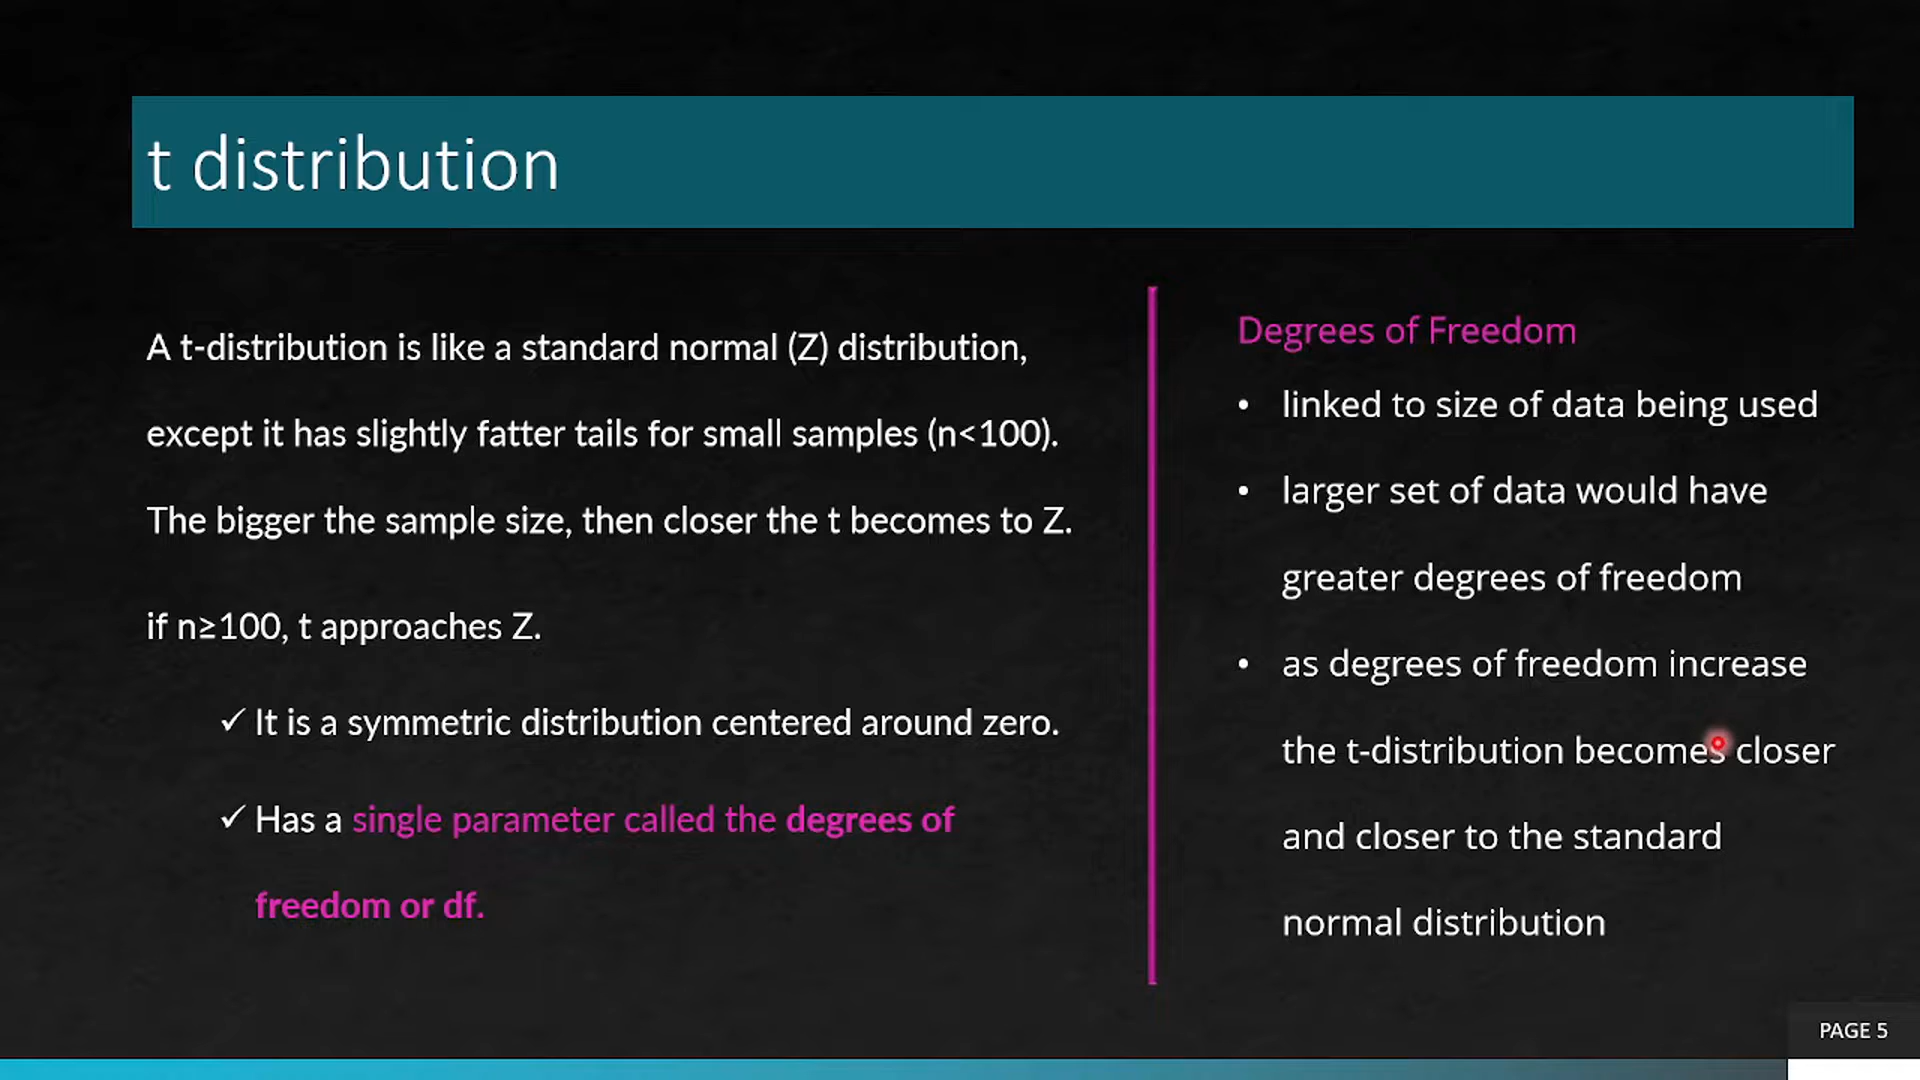 t distribution
A t-distribution is like a standard normal (Z) distribution,
except it has slightly fatter tails for small samples (n<100).
The bigger the sample size, then closer the t becomes to Z.
if n≥100, t approaches Z.
✓ It is a symmetric distribution centered around zero.
✓ Has a single parameter called the degrees of
freedom or df.
Degrees of Freedom
• linked to size of data being used
• larger set of data would have
greater degrees of freedom
• as degrees of freedom increase
the t-distribution becomes closer
and closer to the standard
normal distribution
PAGE 5